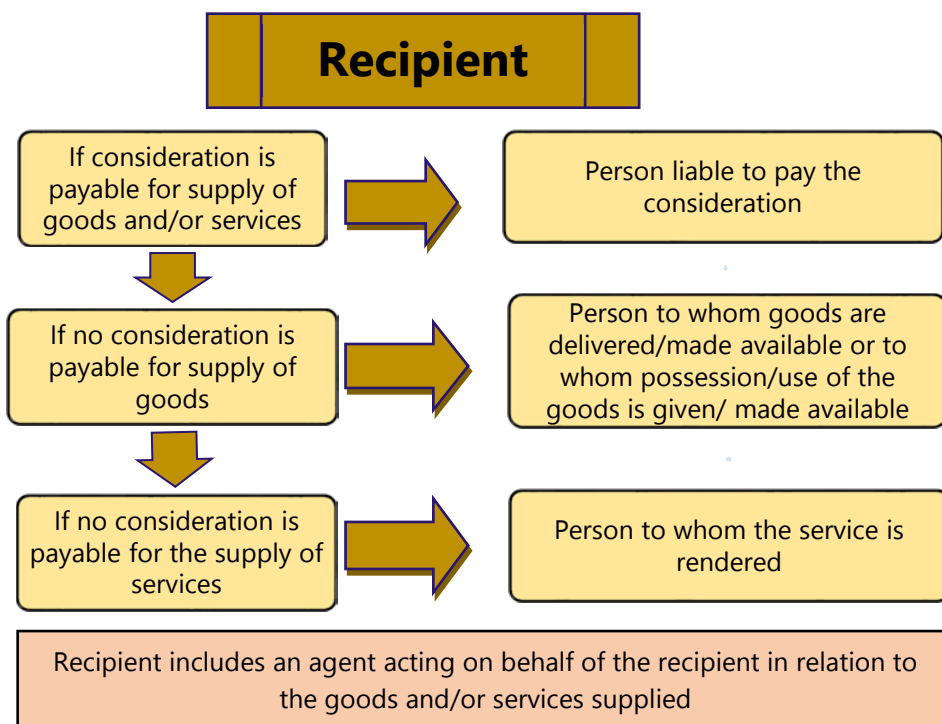 Recipient
If consideration is
payable for supply of
goods and/or services
Person liable to pay the
consideration
If no consideration is
payable for supply of
goods
Person to whom goods are
delivered/made available or to
whom possession/use of the
goods is given/ made available
If no consideration is
payable for the supply of
services
Person to whom the service is
rendered
Recipient includes an agent acting on behalf of the recipient in relation to
the goods and/or services supplied